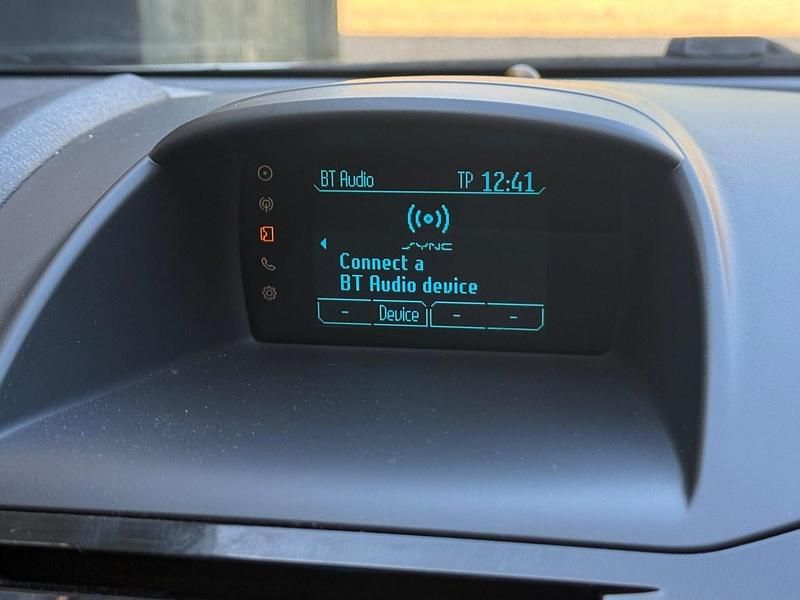 BT Audio TP 12:41
SYNC
Connect a
BT Audio device
- Device - -